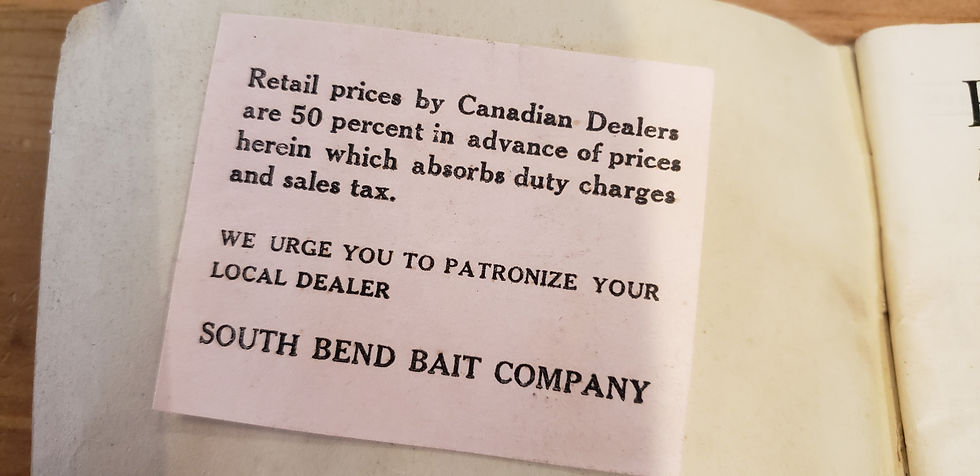 Retail prices by Canadian Dealers
are 50 percent in advance of prices
herein which absorbs duty charges
and sales tax.
WE URGE YOU TO PATRONIZE YOUR
LOCAL DEALER
SOUTH BEND BAIT COMPANY